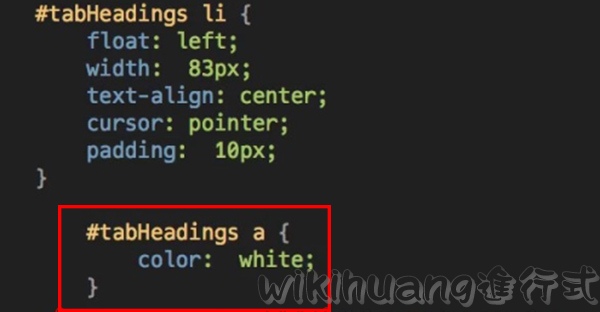 #tabHeadings li {
    float: left;
    width:  83px;
    text-align: center;
    cursor: pointer;
    padding:  10px;
}
    #tabHeadings a {
        color:  white;
    }
wikihuang進行式